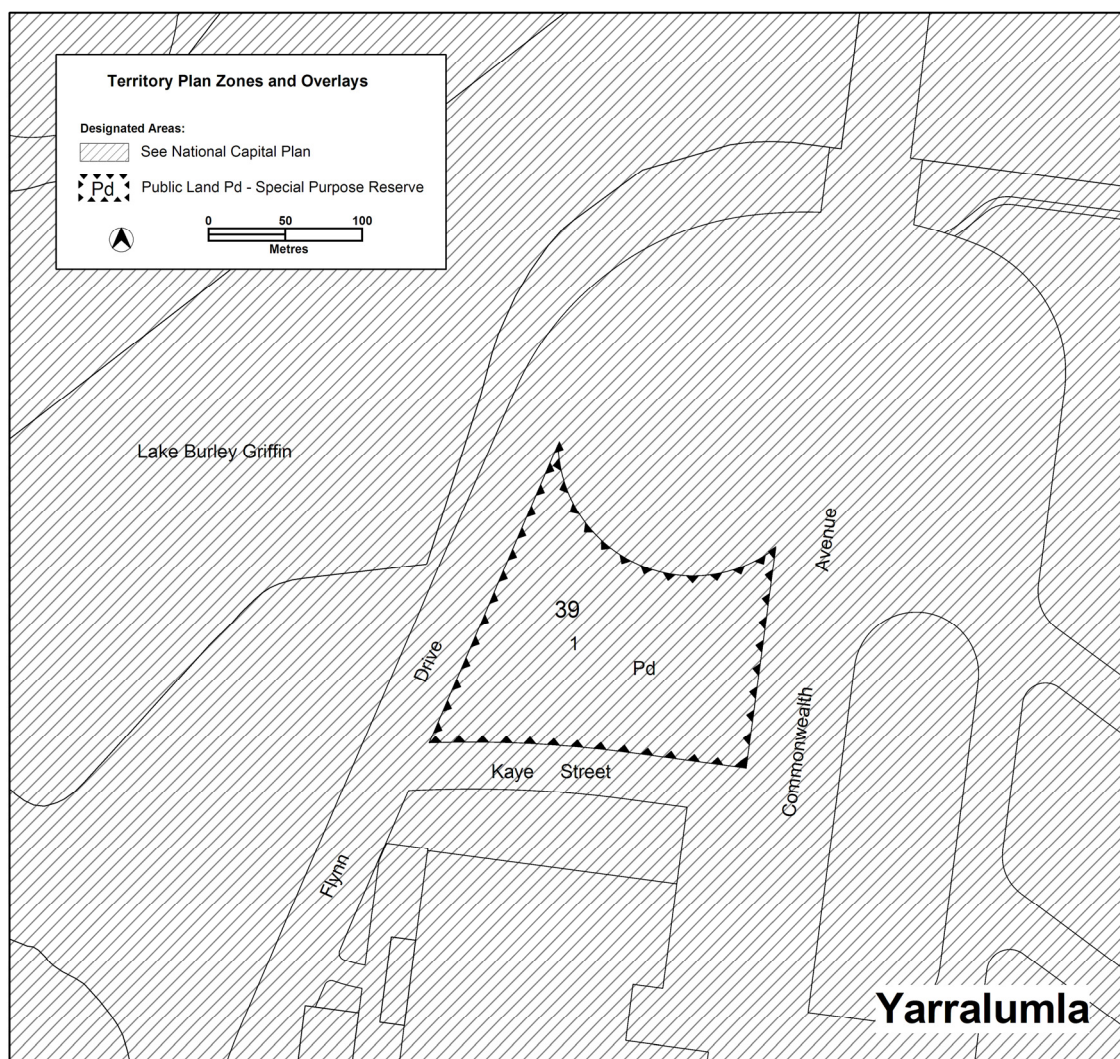 Territory Plan Zones and Overlays
Designated Areas:
See National Capital Plan
Pd Public Land Pd - Special Purpose Reserve
0 50 100
Metres
Lake Burley Griffin
Avenue
39
1
Drive
Pd
Commonwealth
Kaye Street
Flynn
Yarralumla